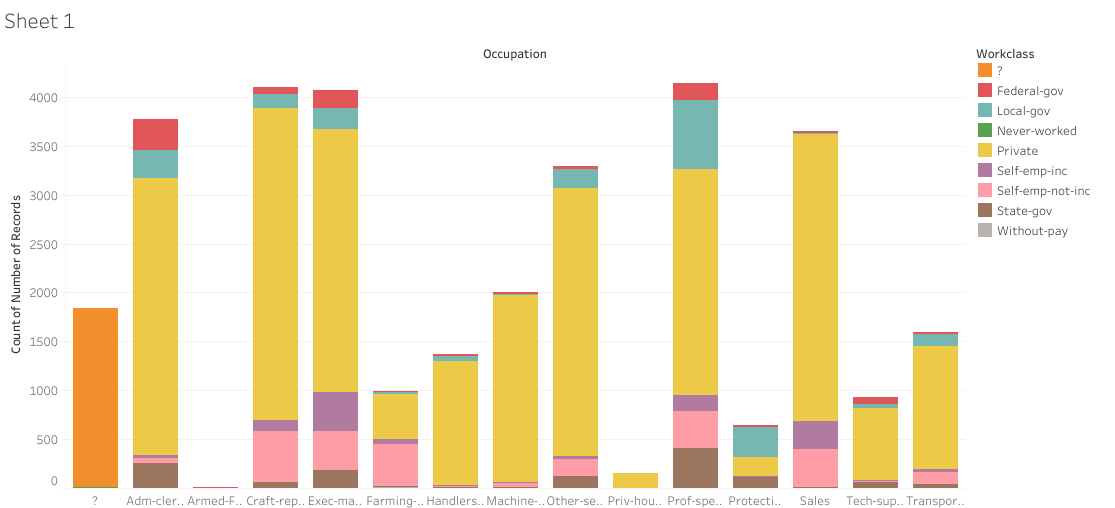 Sheet 1
Occupation
Workclass
?
Federal-gov
Local-gov
Never-worked
Private
Self-emp-inc
Self-emp-not-inc
State-gov
Without-pay
Count of Number of Records
4000
3500
3000
2500
2000
1500
1000
500
0
? Adm-cler.. Armed-F.. Craft-rep.. Exec-ma.. Farming-.. Handlers.. Machine-.. Other-se.. Priv-hou.. Prof-spe.. Protecti.. Sales Tech-sup.. Transpor..